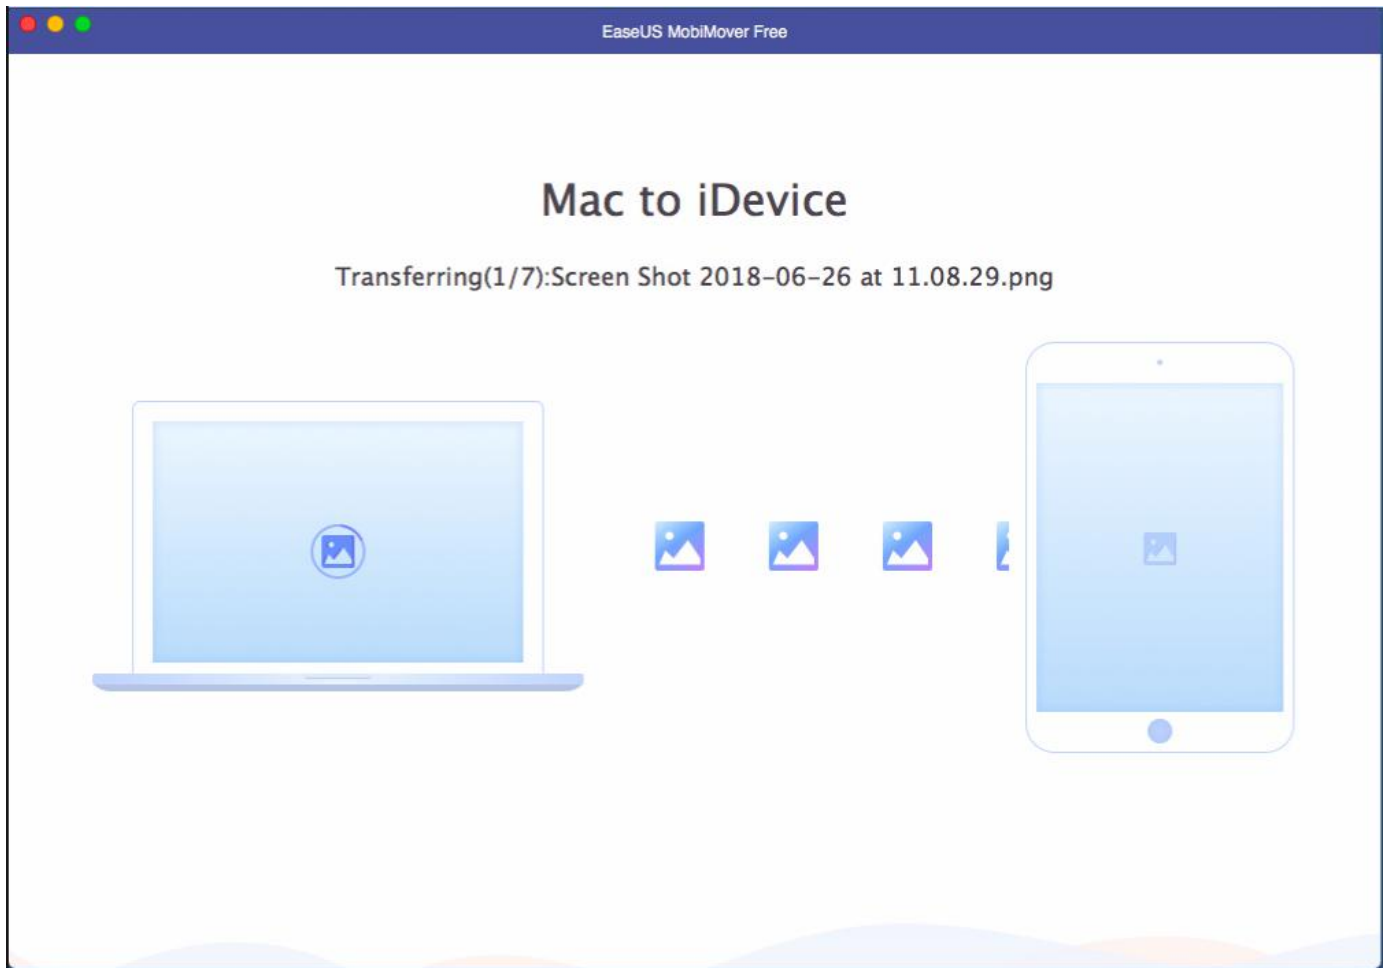 EaseUS MobiMover Free
Mac to iDevice
Transferring(1/7):Screen Shot 2018-06-26 at 11.08.29.png